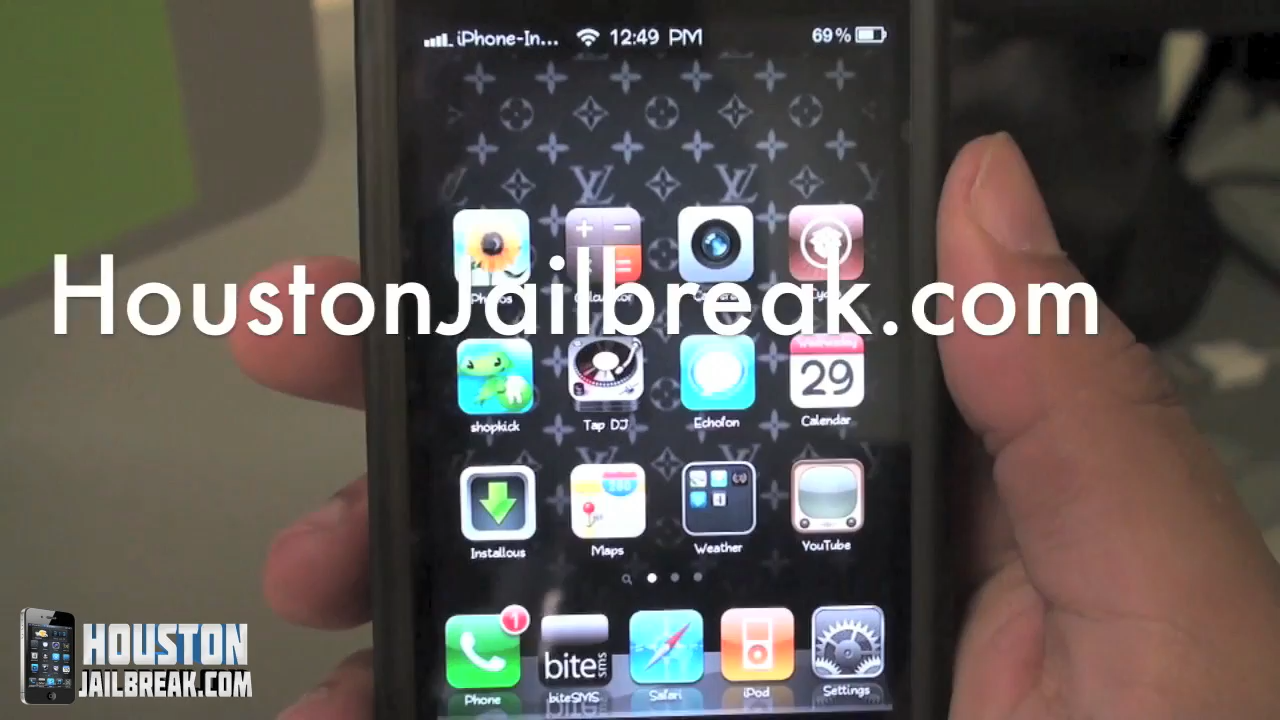 iPhone-In... 12:49 PM 69%
HoustonJailbreak.com
Wednesday
29
shopkick Tap DJ Echofon Calendar
Installous Maps Weather YouTube
1
bite sms
Phone biteSMS Safari iPod Settings
HOUSTON
JAILBREAK.COM